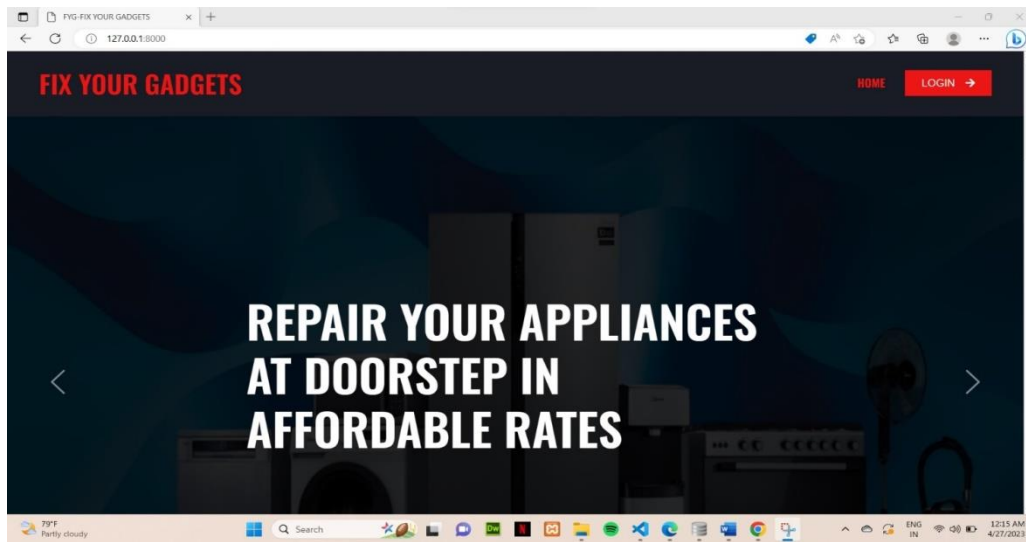 FYG-FIX YOUR GADGETS
127.0.0.1:8000
FIX YOUR GADGETS
HOME
LOGIN →
REPAIR YOUR APPLIANCES
AT DOORSTEP IN
AFFORDABLE RATES
79°F
Partly cloudy
Search
Dw
ENG
IN
12:15 AM
4/27/2023